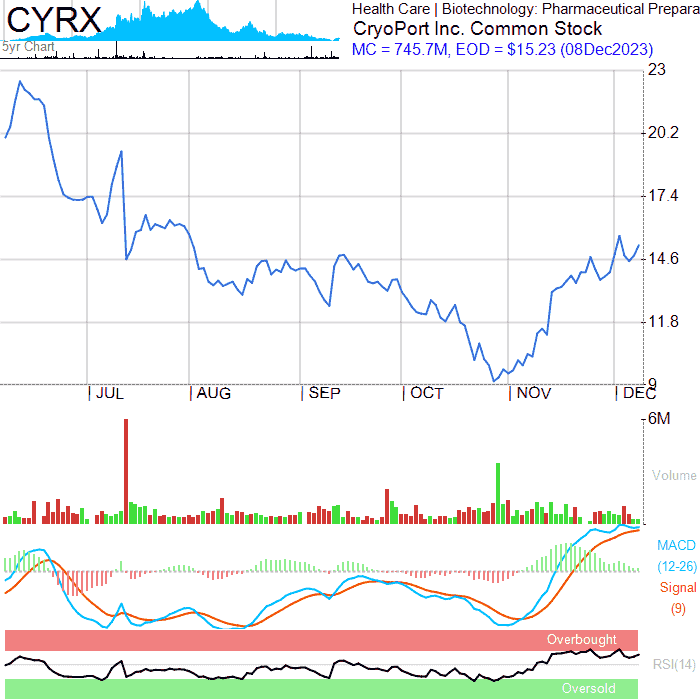 CYRX
5yr Chart
Health Care | Biotechnology: Pharmaceutical Prepara
CryoPort Inc. Common Stock
MC = 745.7M, EOD = $15.23 (08Dec2023)
23
20.2
17.4
14.6
11.8
9
JUL AUG SEP OCT NOV DEC
6M
Volume
MACD
(12-26)
Signal
(9)
Overbought
RSI(14)
Oversold